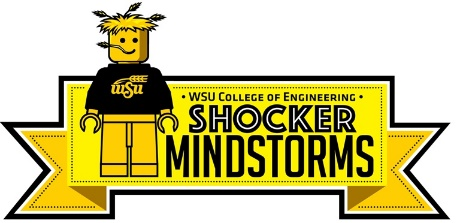 WSU
• WSU College of Engineering •
SHOCKER
MINDSTORMS